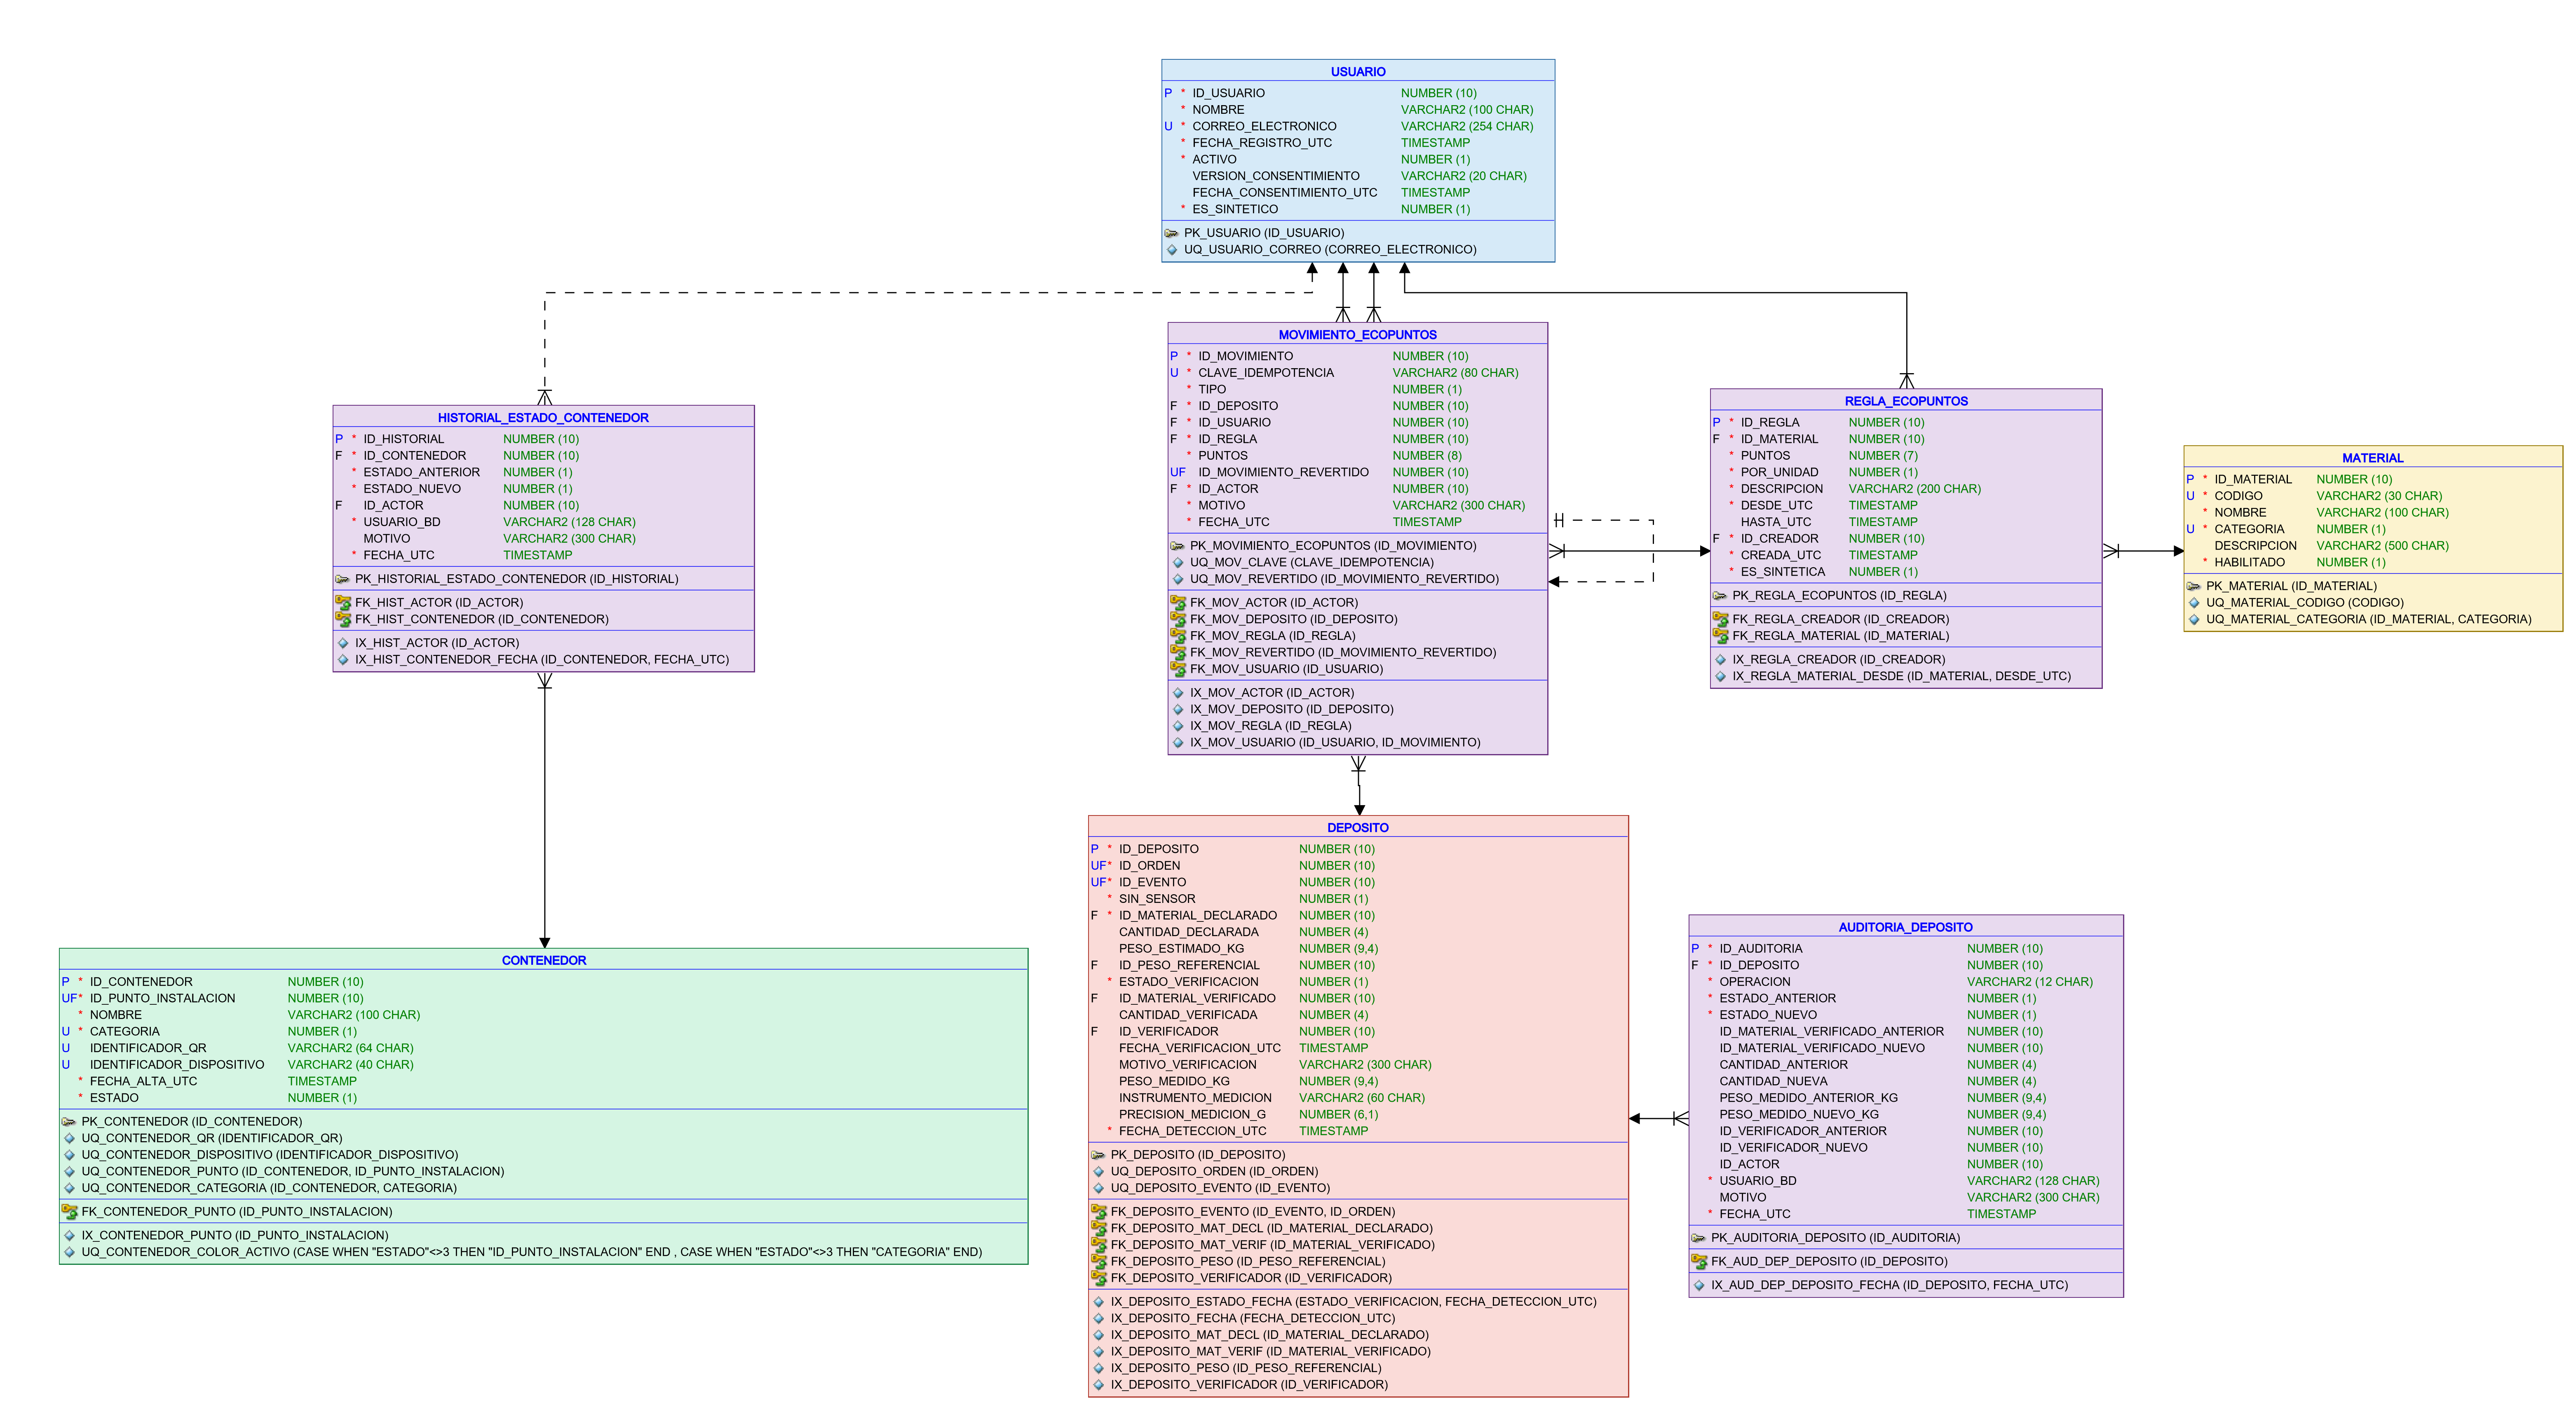 USUARIO
P * ID_USUARIO NUMBER (10)
* NOMBRE VARCHAR2 (100 CHAR)
U * CORREO_ELECTRONICO VARCHAR2 (254 CHAR)
* FECHA_REGISTRO_UTC TIMESTAMP
* ACTIVO NUMBER (1)
VERSION_CONSENTIMIENTO VARCHAR2 (20 CHAR)
FECHA_CONSENTIMIENTO_UTC TIMESTAMP
* ES_SINTETICO NUMBER (1)
PK_USUARIO (ID_USUARIO)
UQ_USUARIO_CORREO (CORREO_ELECTRONICO)
HISTORIAL_ESTADO_CONTENEDOR
P * ID_HISTORIAL NUMBER (10)
F * ID_CONTENEDOR NUMBER (10)
* ESTADO_ANTERIOR NUMBER (1)
* ESTADO_NUEVO NUMBER (1)
F ID_ACTOR NUMBER (10)
* USUARIO_BD VARCHAR2 (128 CHAR)
MOTIVO VARCHAR2 (300 CHAR)
* FECHA_UTC TIMESTAMP
PK_HISTORIAL_ESTADO_CONTENEDOR (ID_HISTORIAL)
FK_HIST_ACTOR (ID_ACTOR)
FK_HIST_CONTENEDOR (ID_CONTENEDOR)
IX_HIST_ACTOR (ID_ACTOR)
IX_HIST_CONTENEDOR_FECHA (ID_CONTENEDOR, FECHA_UTC)
MOVIMIENTO_ECOPUNTOS
P * ID_MOVIMIENTO NUMBER (10)
U * CLAVE_IDEMPOTENCIA VARCHAR2 (80 CHAR)
* TIPO NUMBER (1)
F * ID_DEPOSITO NUMBER (10)
F * ID_USUARIO NUMBER (10)
F * ID_REGLA NUMBER (10)
* PUNTOS NUMBER (8)
UF ID_MOVIMIENTO_REVERTIDO NUMBER (10)
F * ID_ACTOR NUMBER (10)
* MOTIVO VARCHAR2 (300 CHAR)
* FECHA_UTC TIMESTAMP
PK_MOVIMIENTO_ECOPUNTOS (ID_MOVIMIENTO)
UQ_MOV_CLAVE (CLAVE_IDEMPOTENCIA)
UQ_MOV_REVERTIDO (ID_MOVIMIENTO_REVERTIDO)
FK_MOV_ACTOR (ID_ACTOR)
FK_MOV_DEPOSITO (ID_DEPOSITO)
FK_MOV_REGLA (ID_REGLA)
FK_MOV_REVERTIDO (ID_MOVIMIENTO_REVERTIDO)
FK_MOV_USUARIO (ID_USUARIO)
IX_MOV_ACTOR (ID_ACTOR)
IX_MOV_DEPOSITO (ID_DEPOSITO)
IX_MOV_REGLA (ID_REGLA)
IX_MOV_USUARIO (ID_USUARIO, ID_MOVIMIENTO)
REGLA_ECOPUNTOS
P * ID_REGLA NUMBER (10)
F * ID_MATERIAL NUMBER (10)
* PUNTOS NUMBER (7)
* POR_UNIDAD NUMBER (1)
* DESCRIPCION VARCHAR2 (200 CHAR)
* DESDE_UTC TIMESTAMP
HASTA_UTC TIMESTAMP
F * ID_CREADOR NUMBER (10)
* CREADA_UTC TIMESTAMP
* ES_SINTETICA NUMBER (1)
PK_REGLA_ECOPUNTOS (ID_REGLA)
FK_REGLA_CREADOR (ID_CREADOR)
FK_REGLA_MATERIAL (ID_MATERIAL)
IX_REGLA_CREADOR (ID_CREADOR)
IX_REGLA_MATERIAL_DESDE (ID_MATERIAL, DESDE_UTC)
MATERIAL
P * ID_MATERIAL NUMBER (10)
U * CODIGO VARCHAR2 (30 CHAR)
* NOMBRE VARCHAR2 (100 CHAR)
U * CATEGORIA NUMBER (1)
DESCRIPCION VARCHAR2 (500 CHAR)
* HABILITADO NUMBER (1)
PK_MATERIAL (ID_MATERIAL)
UQ_MATERIAL_CODIGO (CODIGO)
UQ_MATERIAL_CATEGORIA (ID_MATERIAL, CATEGORIA)
CONTENEDOR
P * ID_CONTENEDOR NUMBER (10)
UF* ID_PUNTO_INSTALACION NUMBER (10)
* NOMBRE VARCHAR2 (100 CHAR)
U * CATEGORIA NUMBER (1)
U IDENTIFICADOR_QR VARCHAR2 (64 CHAR)
U IDENTIFICADOR_DISPOSITIVO VARCHAR2 (40 CHAR)
* FECHA_ALTA_UTC TIMESTAMP
* ESTADO NUMBER (1)
PK_CONTENEDOR (ID_CONTENEDOR)
UQ_CONTENEDOR_QR (IDENTIFICADOR_QR)
UQ_CONTENEDOR_DISPOSITIVO (IDENTIFICADOR_DISPOSITIVO)
UQ_CONTENEDOR_PUNTO (ID_CONTENEDOR, ID_PUNTO_INSTALACION)
UQ_CONTENEDOR_CATEGORIA (ID_CONTENEDOR, CATEGORIA)
FK_CONTENEDOR_PUNTO (ID_PUNTO_INSTALACION)
IX_CONTENEDOR_PUNTO (ID_PUNTO_INSTALACION)
UQ_CONTENEDOR_COLOR_ACTIVO (CASE WHEN "ESTADO"<>3 THEN "ID_PUNTO_INSTALACION" END , CASE WHEN "ESTADO"<>3 THEN "CATEGORIA" END)
DEPOSITO
P * ID_DEPOSITO NUMBER (10)
UF* ID_ORDEN NUMBER (10)
UF* ID_EVENTO NUMBER (10)
* SIN_SENSOR NUMBER (1)
F * ID_MATERIAL_DECLARADO NUMBER (10)
CANTIDAD_DECLARADA NUMBER (4)
PESO_ESTIMADO_KG NUMBER (9,4)
F ID_PESO_REFERENCIAL NUMBER (10)
* ESTADO_VERIFICACION NUMBER (1)
F ID_MATERIAL_VERIFICADO NUMBER (10)
CANTIDAD_VERIFICADA NUMBER (4)
F ID_VERIFICADOR NUMBER (10)
FECHA_VERIFICACION_UTC TIMESTAMP
MOTIVO_VERIFICACION VARCHAR2 (300 CHAR)
PESO_MEDIDO_KG NUMBER (9,4)
INSTRUMENTO_MEDICION VARCHAR2 (60 CHAR)
PRECISION_MEDICION_G NUMBER (6,1)
* FECHA_DETECCION_UTC TIMESTAMP
PK_DEPOSITO (ID_DEPOSITO)
UQ_DEPOSITO_ORDEN (ID_ORDEN)
UQ_DEPOSITO_EVENTO (ID_EVENTO)
FK_DEPOSITO_EVENTO (ID_EVENTO, ID_ORDEN)
FK_DEPOSITO_MAT_DECL (ID_MATERIAL_DECLARADO)
FK_DEPOSITO_MAT_VERIF (ID_MATERIAL_VERIFICADO)
FK_DEPOSITO_PESO (ID_PESO_REFERENCIAL)
FK_DEPOSITO_VERIFICADOR (ID_VERIFICADOR)
IX_DEPOSITO_ESTADO_FECHA (ESTADO_VERIFICACION, FECHA_DETECCION_UTC)
IX_DEPOSITO_FECHA (FECHA_DETECCION_UTC)
IX_DEPOSITO_MAT_DECL (ID_MATERIAL_DECLARADO)
IX_DEPOSITO_MAT_VERIF (ID_MATERIAL_VERIFICADO)
IX_DEPOSITO_PESO (ID_PESO_REFERENCIAL)
IX_DEPOSITO_VERIFICADOR (ID_VERIFICADOR)
AUDITORIA_DEPOSITO
P * ID_AUDITORIA NUMBER (10)
F * ID_DEPOSITO NUMBER (10)
* OPERACION VARCHAR2 (12 CHAR)
* ESTADO_ANTERIOR NUMBER (1)
* ESTADO_NUEVO NUMBER (1)
ID_MATERIAL_VERIFICADO_ANTERIOR NUMBER (10)
ID_MATERIAL_VERIFICADO_NUEVO NUMBER (10)
CANTIDAD_ANTERIOR NUMBER (4)
CANTIDAD_NUEVA NUMBER (4)
PESO_MEDIDO_ANTERIOR_KG NUMBER (9,4)
PESO_MEDIDO_NUEVO_KG NUMBER (9,4)
ID_VERIFICADOR_ANTERIOR NUMBER (10)
ID_VERIFICADOR_NUEVO NUMBER (10)
ID_ACTOR NUMBER (10)
* USUARIO_BD VARCHAR2 (128 CHAR)
MOTIVO VARCHAR2 (300 CHAR)
* FECHA_UTC TIMESTAMP
PK_AUDITORIA_DEPOSITO (ID_AUDITORIA)
FK_AUD_DEP_DEPOSITO (ID_DEPOSITO)
IX_AUD_DEP_DEPOSITO_FECHA (ID_DEPOSITO, FECHA_UTC)